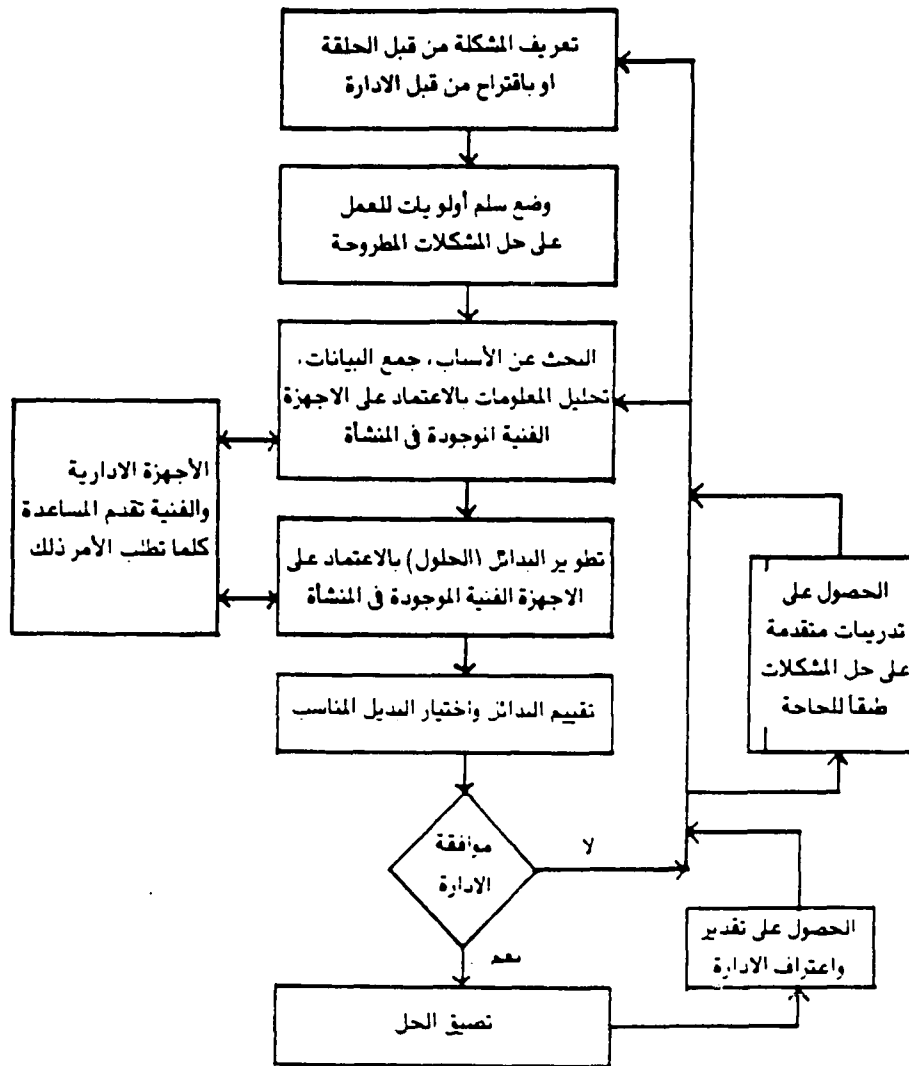 تعريف المشكلة من قبل الحلقة
او باقتراح من قبل الادارة
وضع سلم أولويات للعمل
على حل المشكلات المطروحة
البحث عن الأسباب، جمع البيانات،
تحليل المعلومات بالاعتماد على الاجهزة
الفنية الموجودة فى المنشأة
الأجهزة الادارية
والفنية تقدم المساعدة
كلما تطلب الأمر ذلك
تطوير البدائل (الحلول) بالاعتماد على
الاجهزة الفنية الموجودة فى المنشأة
الحصول على
تدريبات متقدمة
على حل المشكلات
طبقاً للحاجة
تقييم البدائل واختيار البديل المناسب
موافقة
الادارة
لا
نعم
الحصول على تقدير
واعتراف الادارة
تصيق الحل